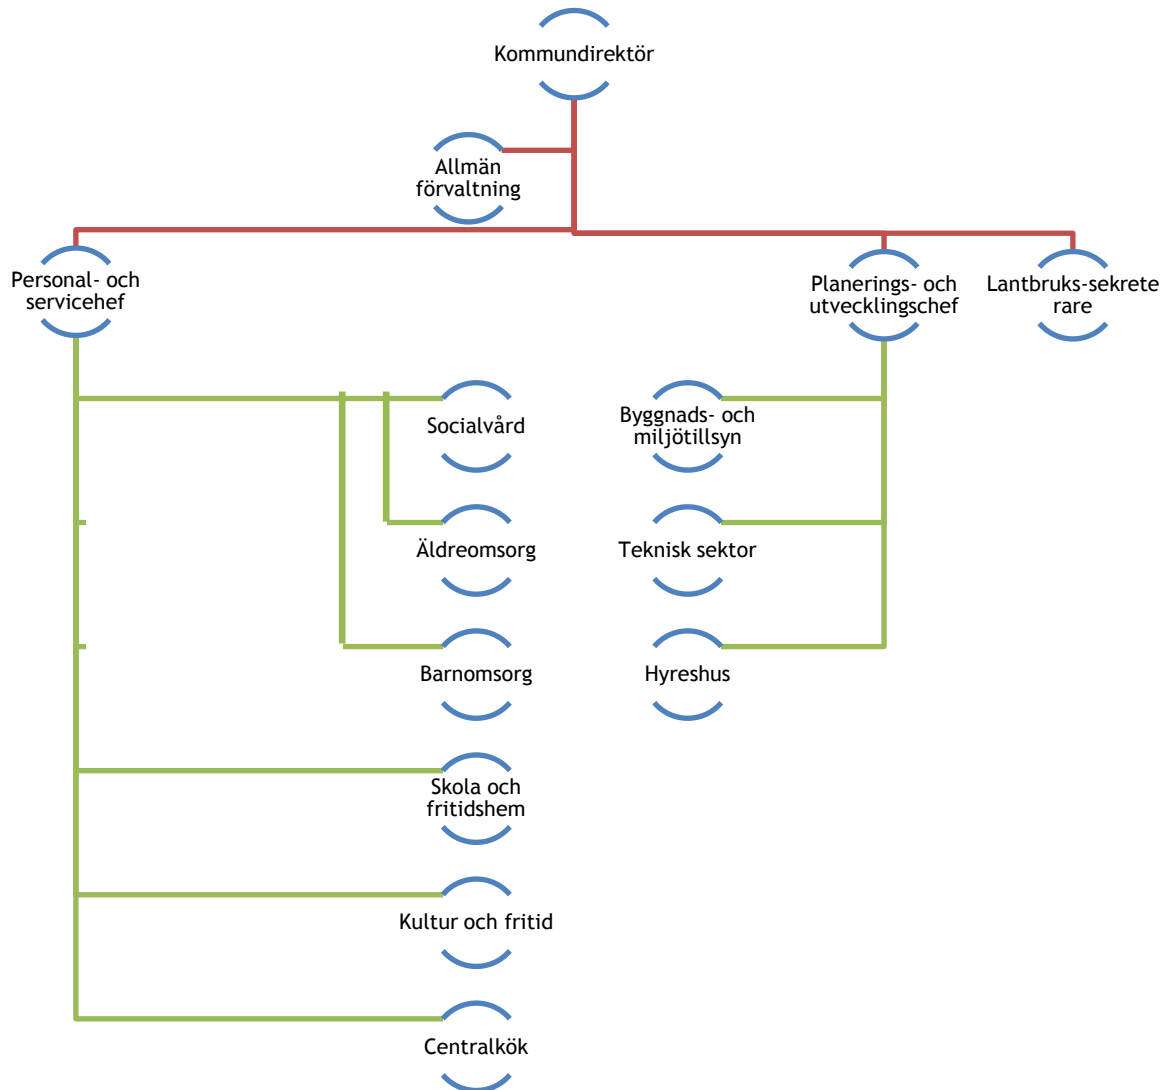 Kommundirektör
Allmän
förvaltning
Personal- och
servicehef
Planerings- och
utvecklingschef
Lantbruks-sekrete
rare
Socialvård
Byggnads- och
miljötillsyn
Äldreomsorg
Teknisk sektor
Barnomsorg
Hyreshus
Skola och
fritidshem
Kultur och fritid
Centralkök